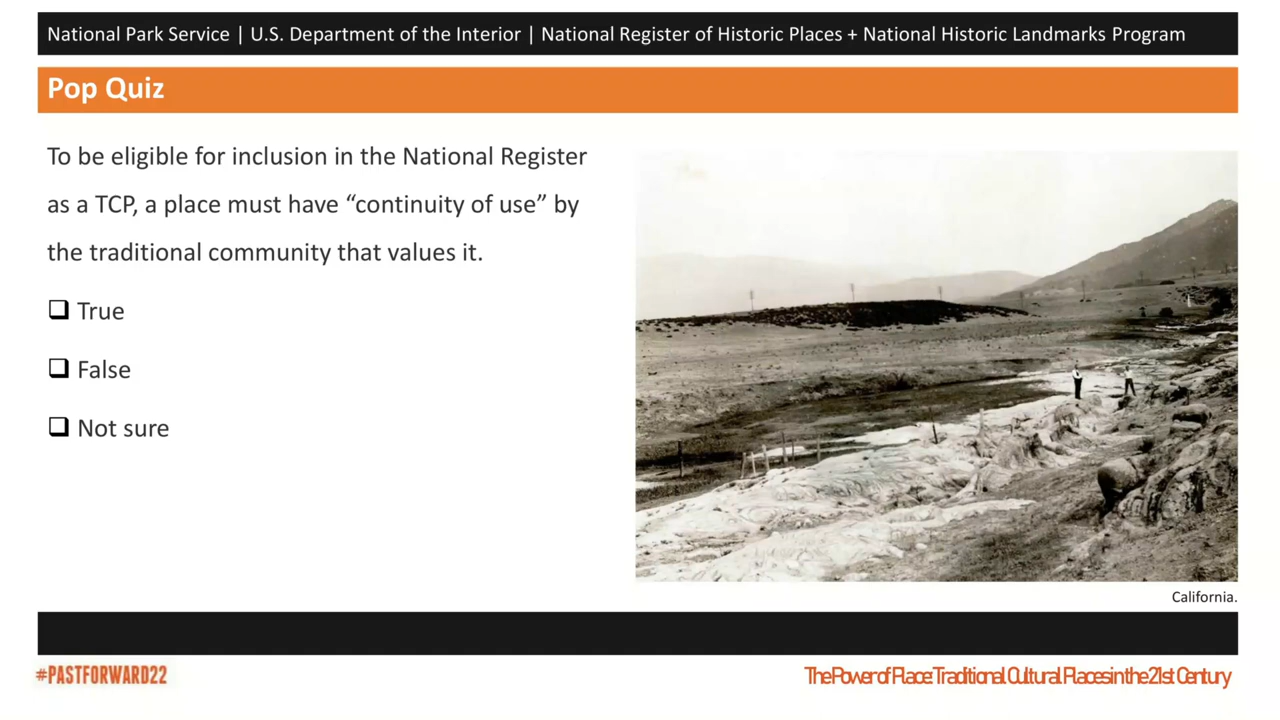 National Park Service | U.S. Department of the Interior | National Register of Historic Places + National Historic Landmarks Program
Pop Quiz
To be eligible for inclusion in the National Register
as a TCP, a place must have “continuity of use” by
the traditional community that values it.
❑ True
❑ False
❑ Not sure
California.
#PASTFORWARD22
The Power of Place: Traditional Cultural Places in the 21st Century